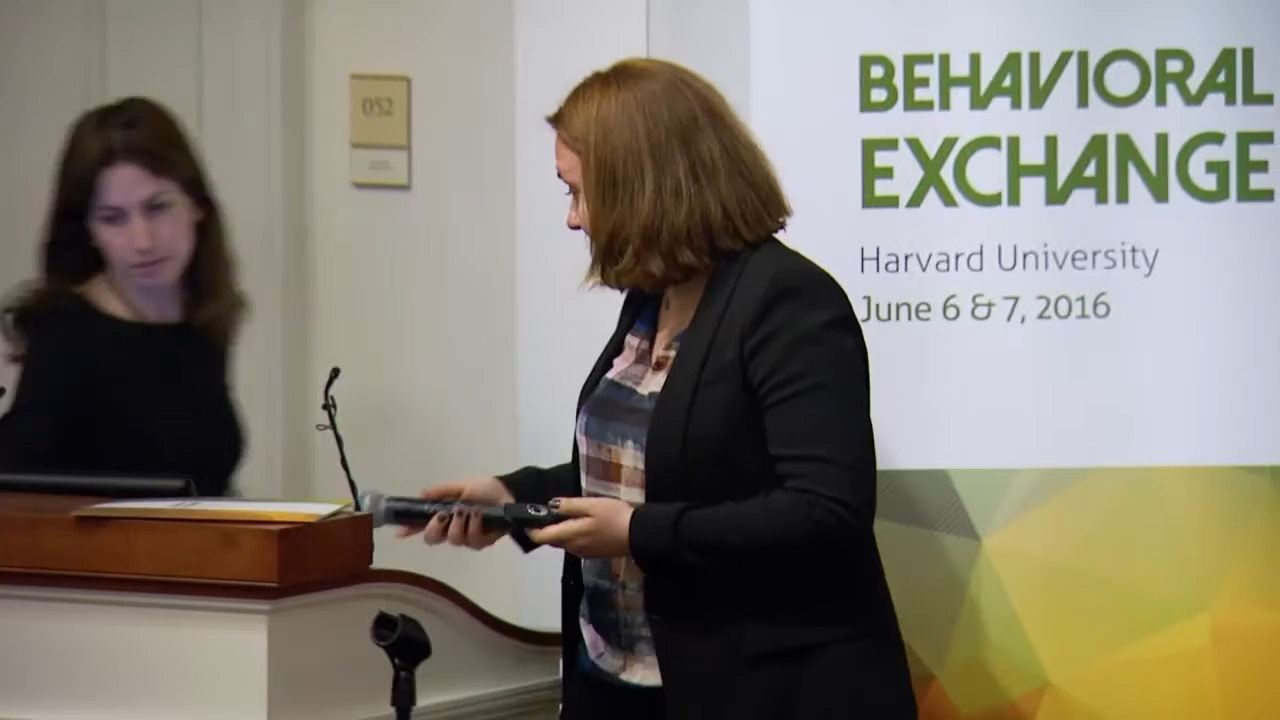 052
BEHAVIORAL
EXCHANGE
Harvard University
June 6 & 7, 2016